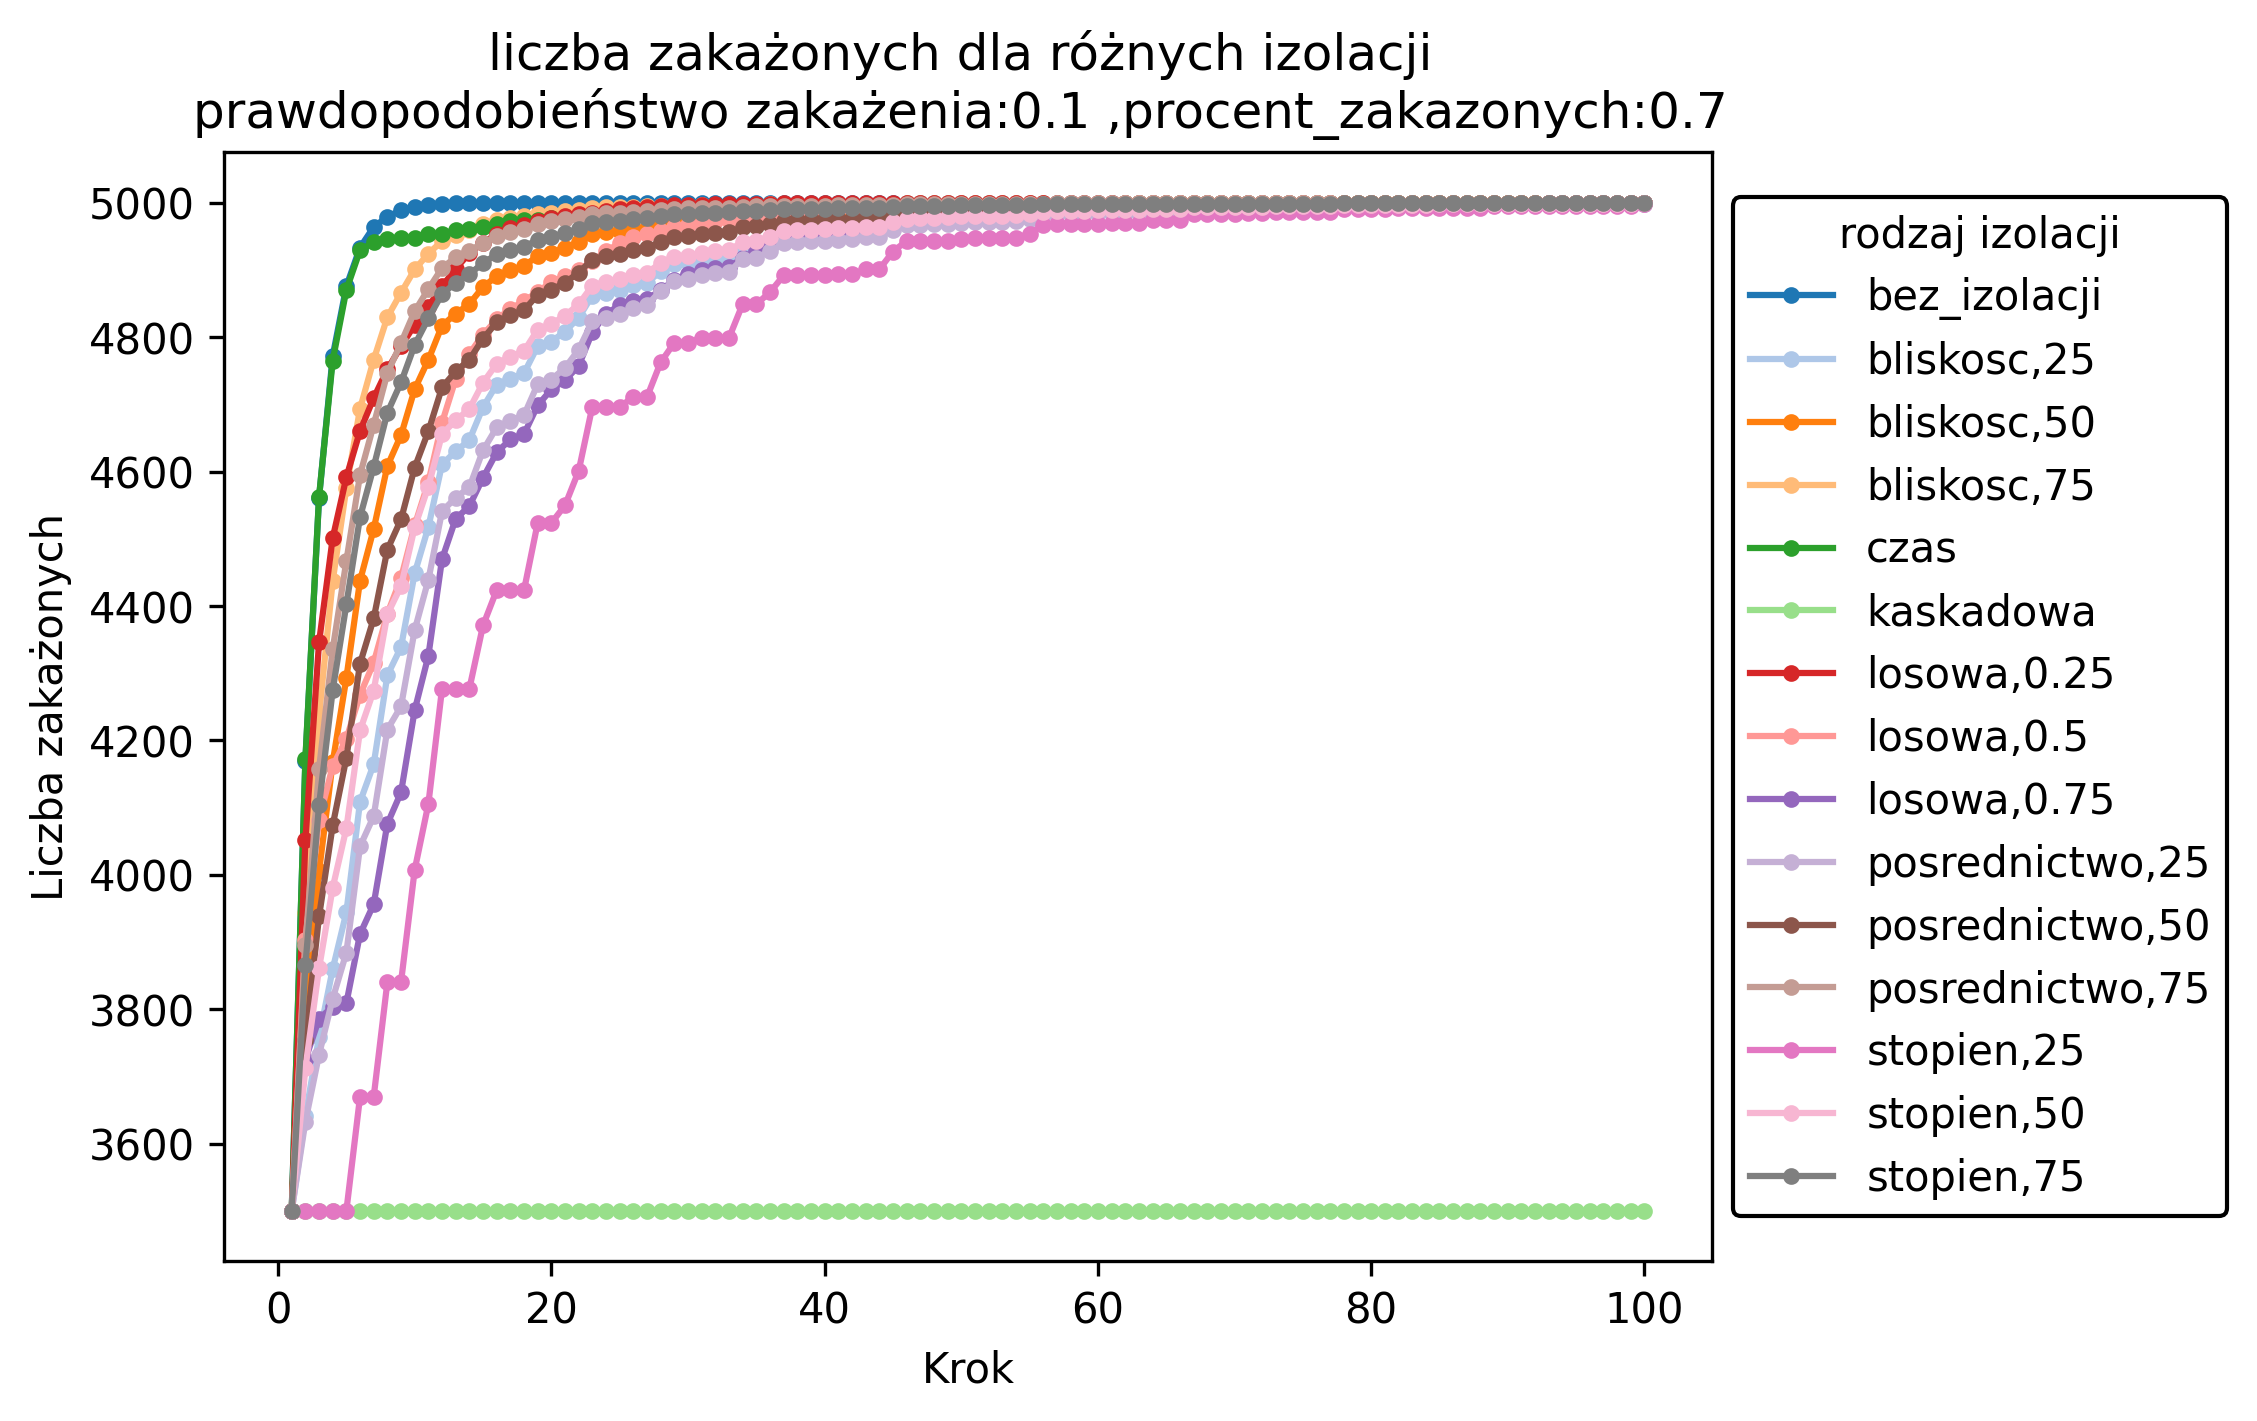 liczba zakażonych dla różnych izolacji
prawdopodobieństwo zakażenia:0.1 ,procent_zakazonych:0.7
Liczba zakażonych
5000
4800
4600
4400
4200
4000
3800
3600
0 20 40 60 80 100
Krok
rodzaj izolacji
bez_izolacji
bliskosc,25
bliskosc,50
bliskosc,75
czas
kaskadowa
losowa,0.25
losowa,0.5
losowa,0.75
posrednictwo,25
posrednictwo,50
posrednictwo,75
stopien,25
stopien,50
stopien,75